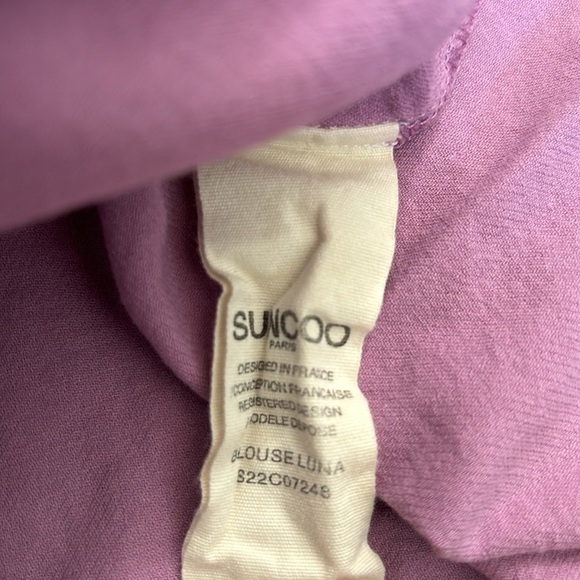 SUNCOO
PARIS
DESIGNED IN FRANCE
CONCEPTION FRANCAISE
REGISTERED DESIGN
MODELE DEPOSE
BLOUSE LUNA
S22C07248